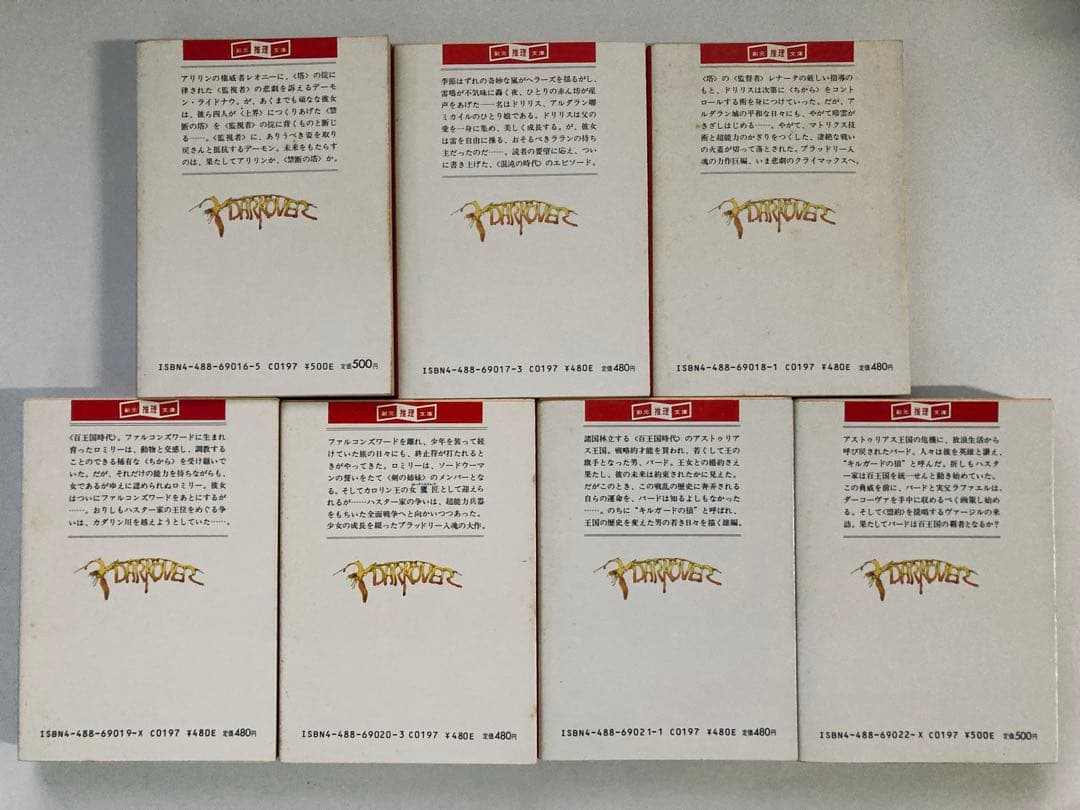 創元 推理 文庫
アリリンの権威者レオニーに、〈塔〉の掟に
律された〈監視者〉の悲劇を訴えるデーモ
ン・ライドナウ。が、あくまでも頑なな彼女
は、彼ら四人が〈上界〉につくりあげた〈禁
断の塔〉を〈監視者〉の掟に背くものと断じ
る……。〈監視者〉に、ありうべき姿を取り
戻さんと抵抗するデーモン。未来をもたらす
のは、果たしてアリリンか、〈禁断の塔〉か。
DARKOVER
ISBN4-488-69016-5 C0197 ¥500E 定価500円
創元 推理 文庫
季節はずれの奇妙な嵐がヘラーズを揺るがし、
雷鳴が不気味に轟く夜、ひとりの赤ん坊が産
声をあげた――名はドリリス、アルダラン卿
ミカイルのひとり娘である。ドリリスは父の
愛を一身に集め、美しく成長する。が、彼女
は雷を自由に操る、おそるべきラランの持ち
主だったのだ……。読者の要望に応え、つい
に書き上げた、〈混沌の時代〉のエピソード。
DARKOVER
ISBN4-488-69017-3 C0197 ¥480E 定価480円
創元 推理 文庫
〈塔〉の〈監督者〉レナータの厳しい指導の
もと、ドリリスは次第に〈ちから〉をコント
ロールする術を身につけていった。だが、ア
ルダラン城の平和な日々にも、やがて暗雲が
きざしはじめる……。やがて、マトリクス技
術と超能力のかぎりをつくした、凄絶な戦い
の火蓋が切って落とされた。ブラッドリー入
魂の力作巨編、いま悲劇のクライマックスへ。
DARKOVER
ISBN4-488-69018-1 C0197 ¥480E 定価480円
創元 推理 文庫
〈百王国時代〉。ファルコンズワードに生まれ
育ったロミリーは、動物と交感し、調教する
ことのできる稀有な〈ちから〉を受け継いで
いた。だが、それだけの能力を持ちながらも、
女であるがゆえに認められぬロミリー。彼女
はついにファルコンズワードをあとにするが
……。おりしもハスター家の王位をめぐる争
いは、カダリン川を越えようとしていた……。
DARKOVER
ISBN4-488-69019-X C0197 ¥480E 定価480円
創元 推理 文庫
ファルコンズワードを離れ、少年を装って続
けていた旅の日々にも、終止符が打たれると
きがやってきた。ロミリーは、ソードウーマ
ンの誓いをたて〈剣の姉妹〉のメンバーとな
る。そしてカロリン王の女鷹匠として迎えら
れるが……ハスター家の争いは、超能力兵器
をもちいた全面戦争へと向かいつつあった。
少女の成長を綴ったブラッドリー入魂の大作。
DARKOVER
ISBN4-488-69020-3 C0197 ¥480E 定価480円
創元 推理 文庫
諸国林立する〈百王国時代〉のアストゥリア
ス王国。戦略的才能を買われ、若くして王の
旗手となった男、バード。王女との婚約さえ
果たし、彼の未来は約束されたかに見えた。
だがこのとき、この戦乱の歴史に奔弄される
自らの運命を、バードは知るよしもなかった
……。のちに“キルガードの狼”と呼ばれ、
王国の歴史を変えた男の若き日々を描く雄編。
DARKOVER
ISBN4-488-69021-1 C0197 ¥480E 定価480円
創元 推理 文庫
アストゥリアス王国の危機に、放浪生活から
呼び戻されたバード。人々は彼を英雄と讃え、
“キルガードの狼”と呼んだ。折しもハスタ
ー家は百王国を統一せんと動き始めていた。
この脅威を前に、バードと実父ラファエルは、
ダーコーヴァを手中に収めるべく画策し始め
る。そして〈盟約〉を提唱するヴァージルの来
訪。果たしてバードは百王国の覇者となるか?
DARKOVER
ISBN4-488-69022-X C0197 ¥500E 定価500円